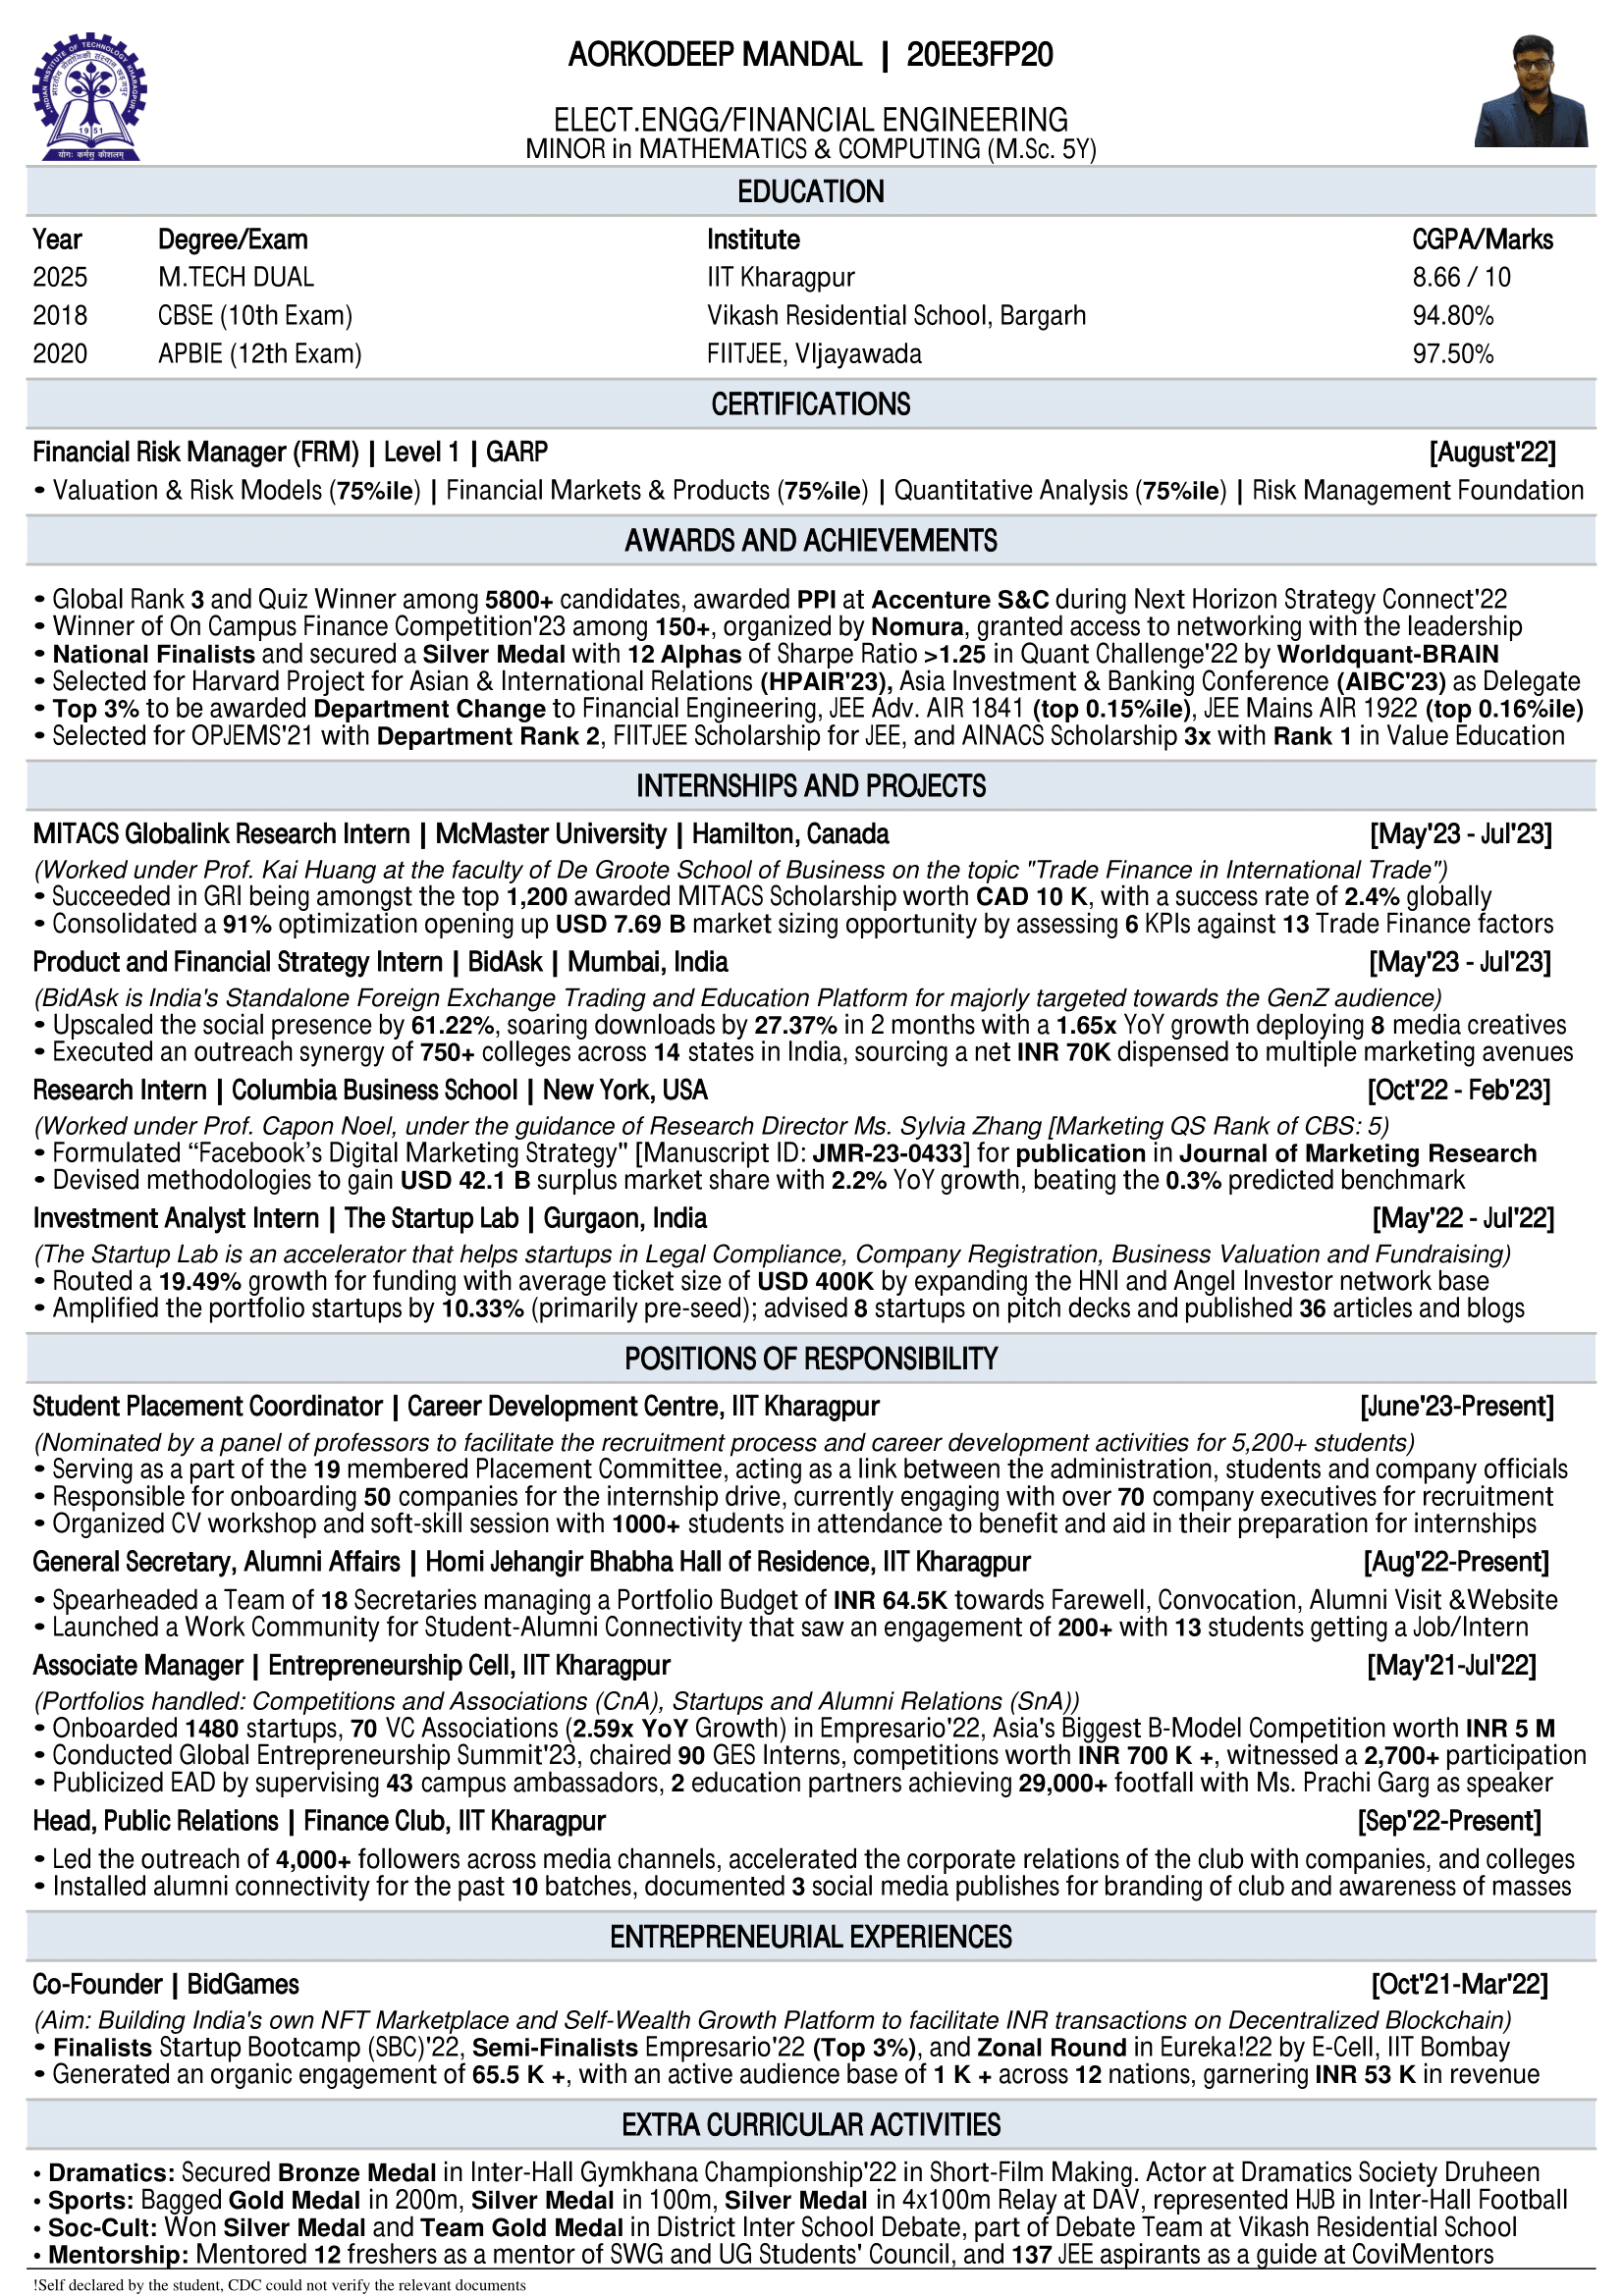 INDIAN INSTITUTE OF TECHNOLOGY KHARAGPUR
भारतीय प्रौद्योगिकी संस्थान खड़गपुर
1951
योगः कर्मसु कौशलम्
AORKODEEP MANDAL | 20EE3FP20
ELECT.ENGG/FINANCIAL ENGINEERING
MINOR in MATHEMATICS & COMPUTING (M.Sc. 5Y)
EDUCATION
Year Degree/Exam Institute CGPA/Marks
2025 M.TECH DUAL IIT Kharagpur 8.66 / 10
2018 CBSE (10th Exam) Vikash Residential School, Bargarh 94.80%
2020 APBIE (12th Exam) FIITJEE, VIjayawada 97.50%
CERTIFICATIONS
Financial Risk Manager (FRM) | Level 1 | GARP [August'22]
• Valuation & Risk Models (75%ile) | Financial Markets & Products (75%ile) | Quantitative Analysis (75%ile) | Risk Management Foundation
AWARDS AND ACHIEVEMENTS
• Global Rank 3 and Quiz Winner among 5800+ candidates, awarded PPI at Accenture S&C during Next Horizon Strategy Connect'22
• Winner of On Campus Finance Competition'23 among 150+, organized by Nomura, granted access to networking with the leadership
• National Finalists and secured a Silver Medal with 12 Alphas of Sharpe Ratio >1.25 in Quant Challenge'22 by Worldquant-BRAIN
• Selected for Harvard Project for Asian & International Relations (HPAIR'23), Asia Investment & Banking Conference (AIBC'23) as Delegate
• Top 3% to be awarded Department Change to Financial Engineering, JEE Adv. AIR 1841 (top 0.15%ile), JEE Mains AIR 1922 (top 0.16%ile)
• Selected for OPJEMS'21 with Department Rank 2, FIITJEE Scholarship for JEE, and AINACS Scholarship 3x with Rank 1 in Value Education
INTERNSHIPS AND PROJECTS
MITACS Globalink Research Intern | McMaster University | Hamilton, Canada [May'23 - Jul'23]
(Worked under Prof. Kai Huang at the faculty of De Groote School of Business on the topic "Trade Finance in International Trade")
• Succeeded in GRI being amongst the top 1,200 awarded MITACS Scholarship worth CAD 10 K, with a success rate of 2.4% globally
• Consolidated a 91% optimization opening up USD 7.69 B market sizing opportunity by assessing 6 KPIs against 13 Trade Finance factors
Product and Financial Strategy Intern | BidAsk | Mumbai, India [May'23 - Jul'23]
(BidAsk is India's Standalone Foreign Exchange Trading and Education Platform for majorly targeted towards the GenZ audience)
• Upscaled the social presence by 61.22%, soaring downloads by 27.37% in 2 months with a 1.65x YoY growth deploying 8 media creatives
• Executed an outreach synergy of 750+ colleges across 14 states in India, sourcing a net INR 70K dispensed to multiple marketing avenues
Research Intern | Columbia Business School | New York, USA [Oct'22 - Feb'23]
(Worked under Prof. Capon Noel, under the guidance of Research Director Ms. Sylvia Zhang [Marketing QS Rank of CBS: 5)
• Formulated “Facebook’s Digital Marketing Strategy" [Manuscript ID: JMR-23-0433] for publication in Journal of Marketing Research
• Devised methodologies to gain USD 42.1 B surplus market share with 2.2% YoY growth, beating the 0.3% predicted benchmark
Investment Analyst Intern | The Startup Lab | Gurgaon, India [May'22 - Jul'22]
(The Startup Lab is an accelerator that helps startups in Legal Compliance, Company Registration, Business Valuation and Fundraising)
• Routed a 19.49% growth for funding with average ticket size of USD 400K by expanding the HNI and Angel Investor network base
• Amplified the portfolio startups by 10.33% (primarily pre-seed); advised 8 startups on pitch decks and published 36 articles and blogs
POSITIONS OF RESPONSIBILITY
Student Placement Coordinator | Career Development Centre, IIT Kharagpur [June'23-Present]
(Nominated by a panel of professors to facilitate the recruitment process and career development activities for 5,200+ students)
• Serving as a part of the 19 membered Placement Committee, acting as a link between the administration, students and company officials
• Responsible for onboarding 50 companies for the internship drive, currently engaging with over 70 company executives for recruitment
• Organized CV workshop and soft-skill session with 1000+ students in attendance to benefit and aid in their preparation for internships
General Secretary, Alumni Affairs | Homi Jehangir Bhabha Hall of Residence, IIT Kharagpur [Aug'22-Present]
• Spearheaded a Team of 18 Secretaries managing a Portfolio Budget of INR 64.5K towards Farewell, Convocation, Alumni Visit &Website
• Launched a Work Community for Student-Alumni Connectivity that saw an engagement of 200+ with 13 students getting a Job/Intern
Associate Manager | Entrepreneurship Cell, IIT Kharagpur [May'21-Jul'22]
(Portfolios handled: Competitions and Associations (CnA), Startups and Alumni Relations (SnA))
• Onboarded 1480 startups, 70 VC Associations (2.59x YoY Growth) in Empresario'22, Asia's Biggest B-Model Competition worth INR 5 M
• Conducted Global Entrepreneurship Summit'23, chaired 90 GES Interns, competitions worth INR 700 K +, witnessed a 2,700+ participation
• Publicized EAD by supervising 43 campus ambassadors, 2 education partners achieving 29,000+ footfall with Ms. Prachi Garg as speaker
Head, Public Relations | Finance Club, IIT Kharagpur [Sep'22-Present]
• Led the outreach of 4,000+ followers across media channels, accelerated the corporate relations of the club with companies, and colleges
• Installed alumni connectivity for the past 10 batches, documented 3 social media publishes for branding of club and awareness of masses
ENTREPRENEURIAL EXPERIENCES
Co-Founder | BidGames [Oct'21-Mar'22]
(Aim: Building India's own NFT Marketplace and Self-Wealth Growth Platform to facilitate INR transactions on Decentralized Blockchain)
• Finalists Startup Bootcamp (SBC)'22, Semi-Finalists Empresario'22 (Top 3%), and Zonal Round in Eureka!22 by E-Cell, IIT Bombay
• Generated an organic engagement of 65.5 K +, with an active audience base of 1 K + across 12 nations, garnering INR 53 K in revenue
EXTRA CURRICULAR ACTIVITIES
• Dramatics: Secured Bronze Medal in Inter-Hall Gymkhana Championship'22 in Short-Film Making. Actor at Dramatics Society Druheen
• Sports: Bagged Gold Medal in 200m, Silver Medal in 100m, Silver Medal in 4x100m Relay at DAV, represented HJB in Inter-Hall Football
• Soc-Cult: Won Silver Medal and Team Gold Medal in District Inter School Debate, part of Debate Team at Vikash Residential School
• Mentorship: Mentored 12 freshers as a mentor of SWG and UG Students' Council, and 137 JEE aspirants as a guide at CoviMentors
!Self declared by the student, CDC could not verify the relevant documents